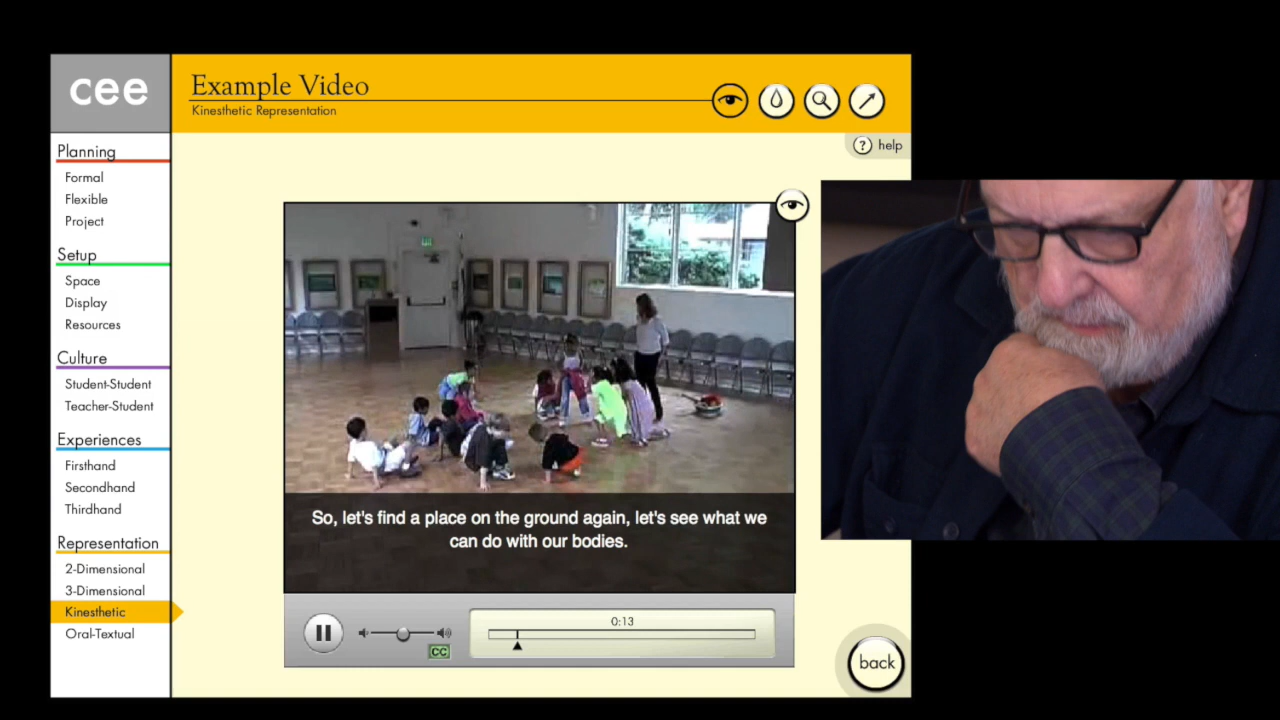 cee
Example Video
Kinesthetic Representation
? help
Planning
Formal
Flexible
Project
Setup
Space
Display
Resources
Culture
Student-Student
Teacher-Student
Experiences
Firsthand
Secondhand
Thirdhand
Representation
2-Dimensional
3-Dimensional
Kinesthetic
Oral-Textual
So, let's find a place on the ground again, let's see what we
can do with our bodies.
0:13
CC
back